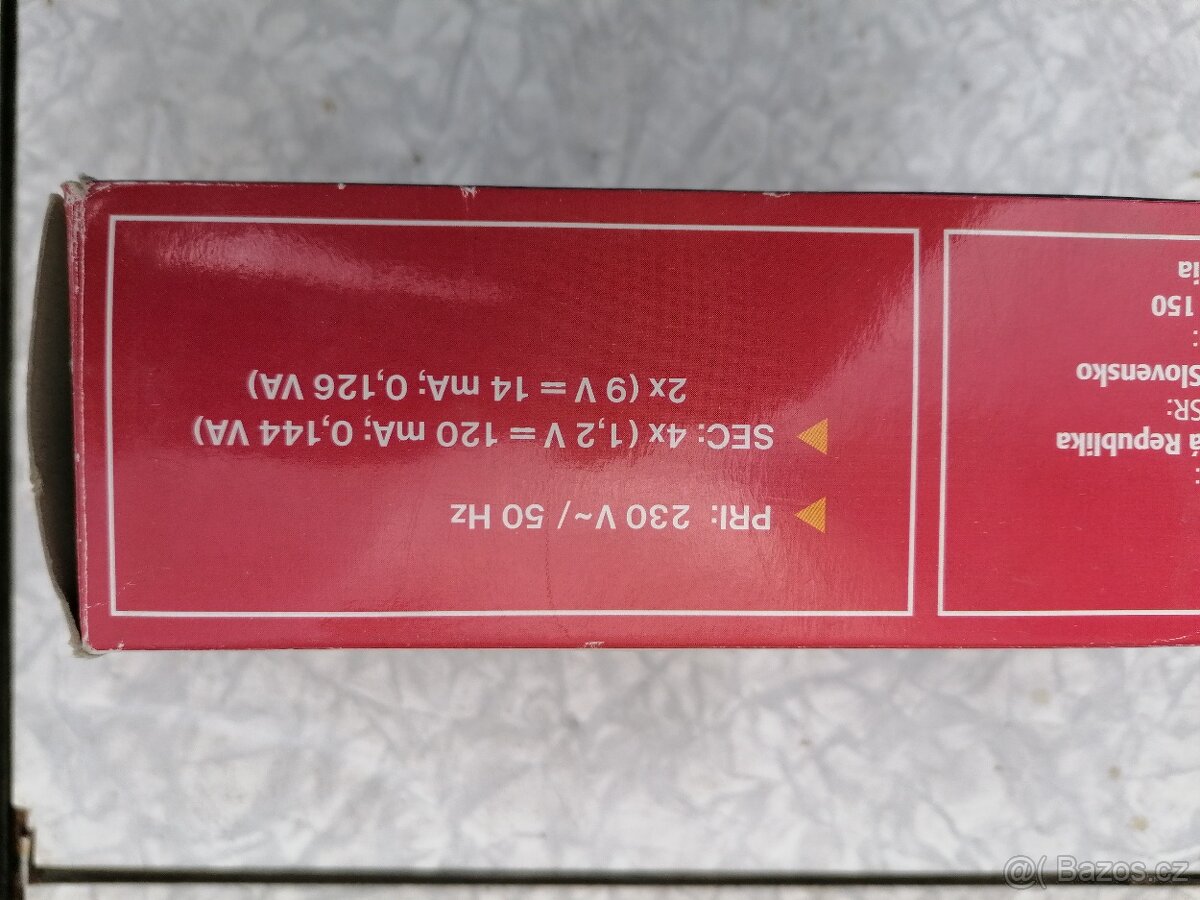 PRI: 230 V~/ 50 Hz
SEC: 4x (1,2 V = 120 mA; 0,144 VA)
2x (9 V = 14 mA; 0,126 VA)
:
á Republika
SR:
Slovensko
:
150
ia
@( Bazos.cz